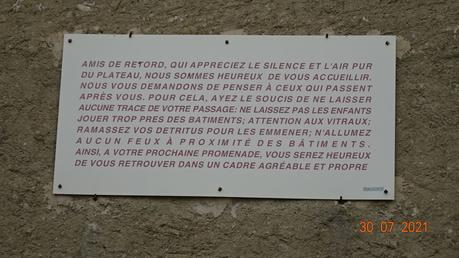 AMIS DE RETORD, QUI APPRECIEZ LE SILENCE ET L'AIR PUR
DU PLATEAU, NOUS SOMMES HEUREUX DE VOUS ACCUEILLIR.
NOUS VOUS DEMANDONS DE PENSER À CEUX QUI PASSENT
APRÈS VOUS. POUR CELA, AYEZ LE SOUCIS DE NE LAISSER
AUCUNE TRACE DE VOTRE PASSAGE: NE LAISSEZ PAS LES ENFANTS
JOUER TROP PRES DES BATIMENTS; ATTENTION AUX VITRAUX;
RAMASSEZ VOS DETRITUS POUR LES EMMENER; N'ALLUMEZ
AUCUN FEUX À PROXIMITÉ DES BÂTIMENTS.
AINSI, A VOTRE PROCHAINE PROMENADE, VOUS SEREZ HEUREUX
DE VOUS RETROUVER DANS UN CADRE AGRÉABLE ET PROPRE
30 07 2021